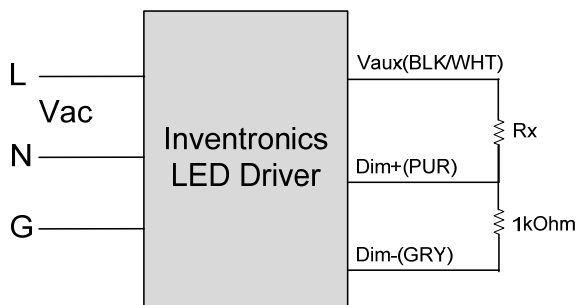 L
Vac
N
G
Inventronics
LED Driver
Vaux(BLK/WHT)
Rx
Dim+(PUR)
1kOhm
Dim-(GRY)